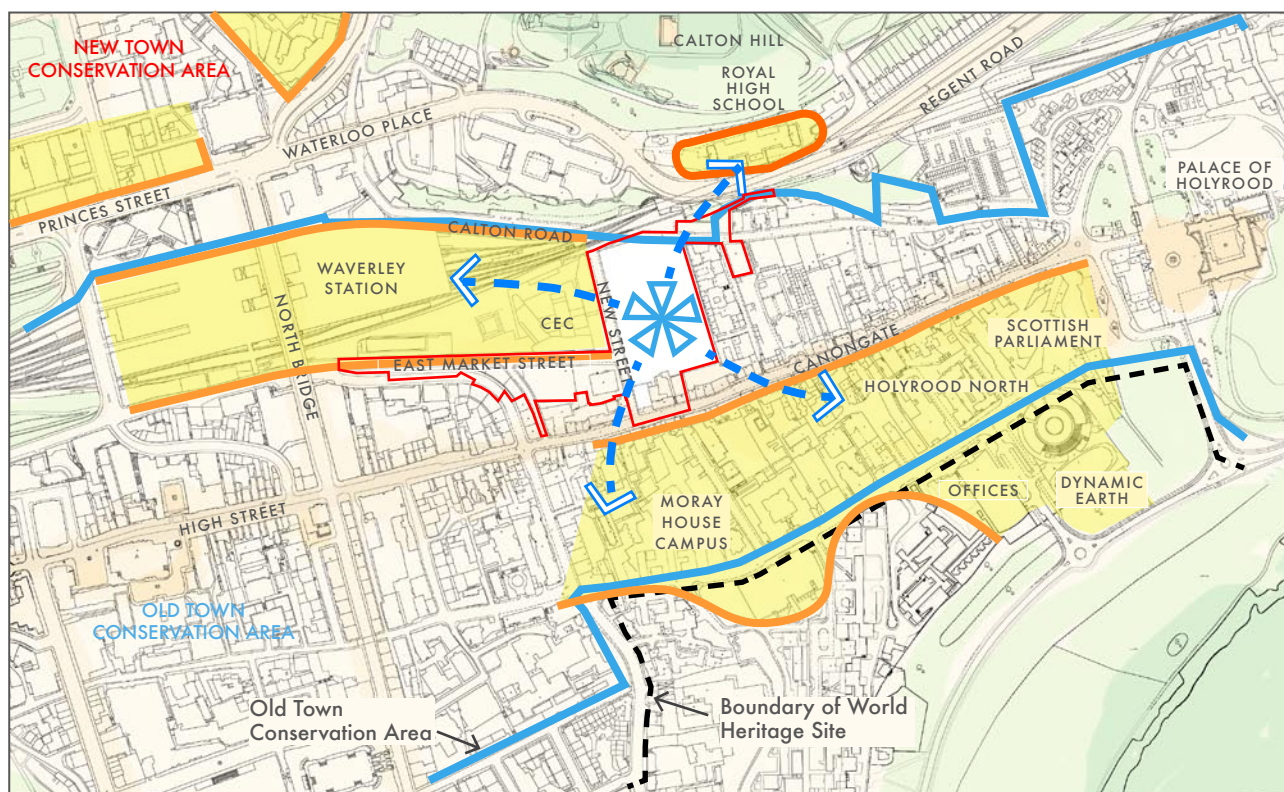 NEW TOWN
CONSERVATION AREA
CALTON HILL
ROYAL
HIGH
SCHOOL
REGENT ROAD
WATERLOO PLACE
PRINCES STREET
PALACE OF
HOLYROOD
CALTON ROAD
WAVERLEY
STATION
NORTH BRIDGE
CEC
NEW STREET
EAST MARKET STREET
CANONGATE
SCOTTISH
PARLIAMENT
HOLYROOD NORTH
HIGH STREET
MORAY
HOUSE
CAMPUS
OFFICES
DYNAMIC
EARTH
OLD TOWN
CONSERVATION AREA
Old Town
Conservation Area
Boundary of World
Heritage Site